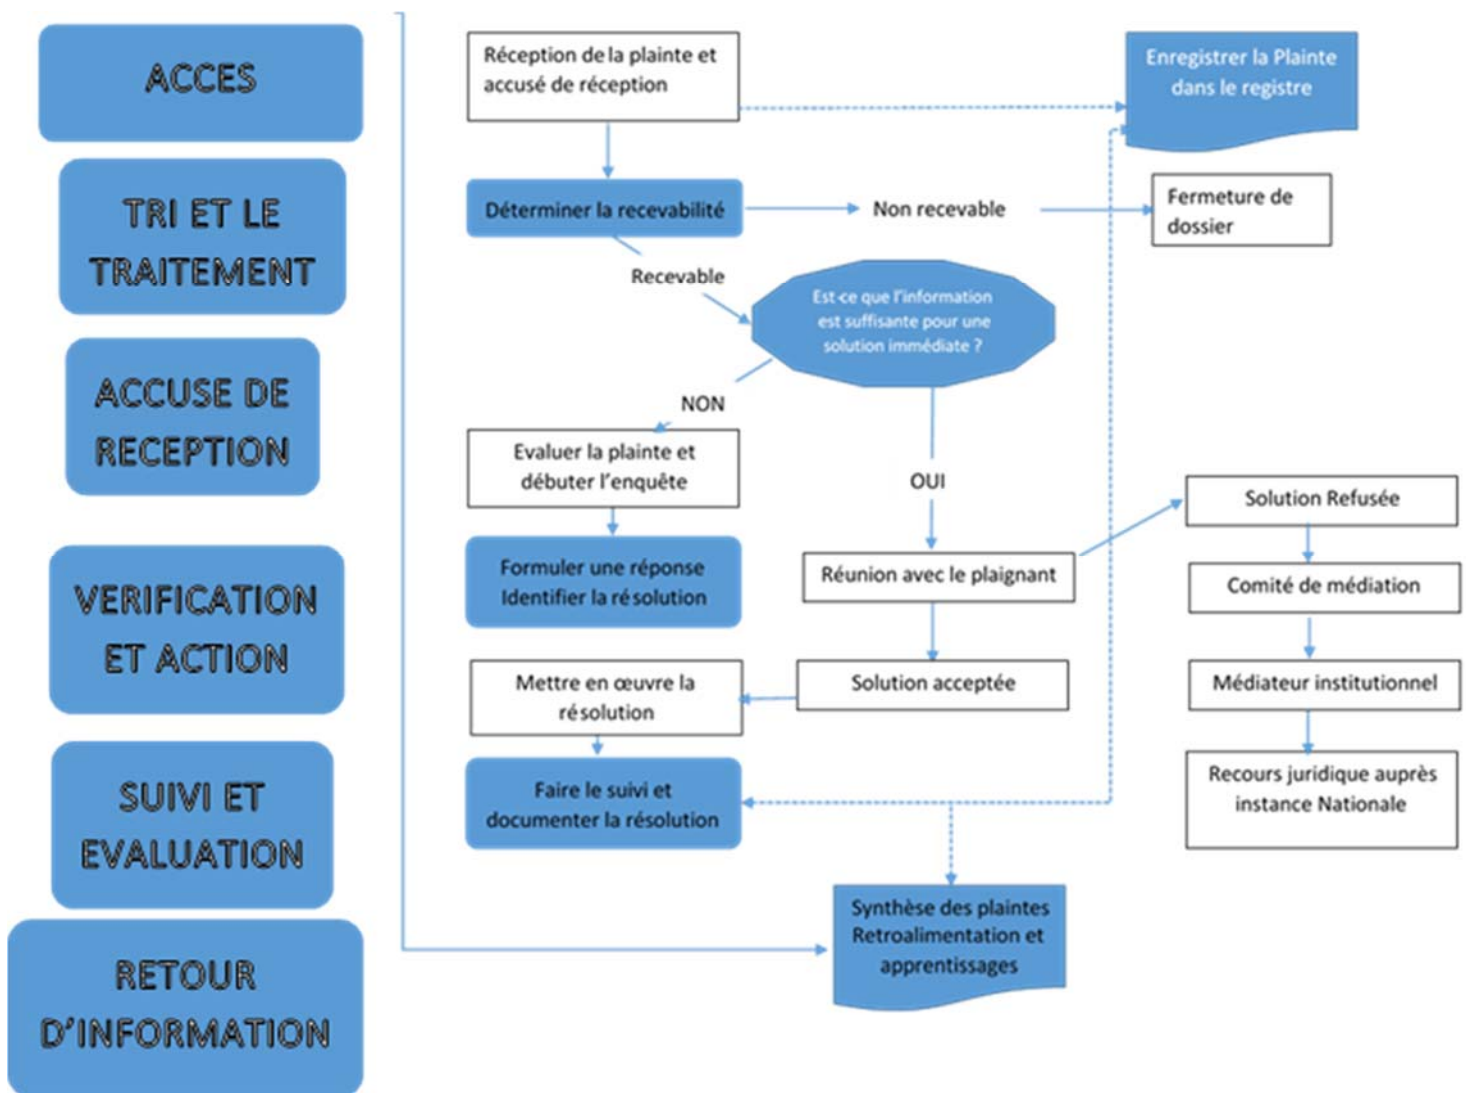 ACCES
TRI ET LE
TRAITEMENT
ACCUSE DE
RECEPTION
VERIFICATION
ET ACTION
SUIVI ET
EVALUATION
RETOUR
D'INFORMATION
Réception de la plainte et
accusé de réception
Enregistrer la Plainte
dans le registre
Déterminer la recevabilité
Non recevable
Fermeture de
dossier
Recevable
Est-ce que l'information
est suffisante pour une
solution immédiate ?
NON
Evaluer la plainte et
débuter l'enquête
OUI
Formuler une réponse
Identifier la résolution
Réunion avec le plaignant
Solution Refusée
Comité de médiation
Mettre en œuvre la
résolution
Solution acceptée
Médiateur institutionnel
Faire le suivi et
documenter la résolution
Recours juridique auprès
instance Nationale
Synthèse des plaintes
Retroalimentation et
apprentissages